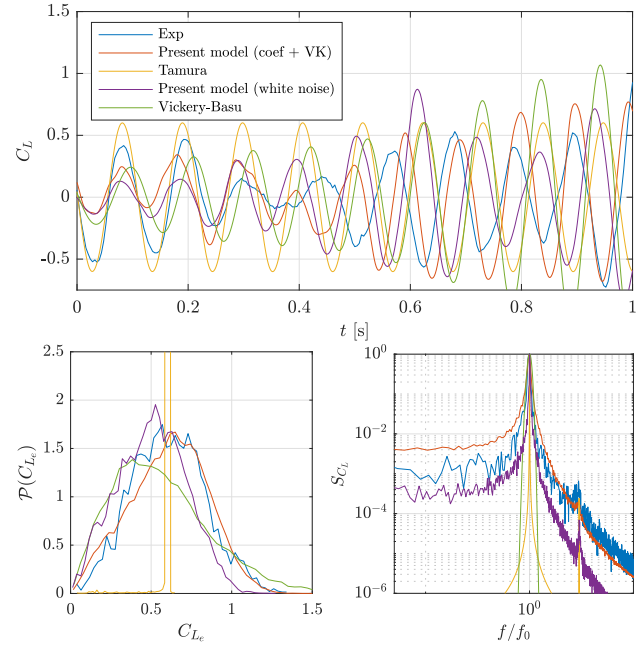 1.5
1
0.5
0
-0.5
C_L
Exp
Present model (coef + VK)
Tamura
Present model (white noise)
Vickery-Basu
0 0.2 0.4 0.6 0.8 1
t [s]
2.5
2
1.5
1
0.5
0
P(C_{L_e})
0 0.5 1 1.5
C_{L_e}
10^0
10^{-2}
10^{-4}
10^{-6}
S_{C_L}
10^0
f/f_0